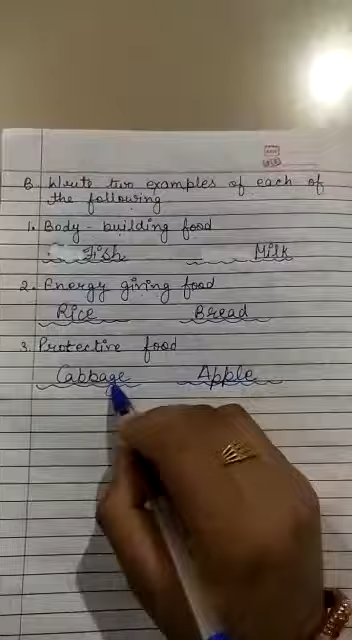 B. Write two examples of each of
the following
1. Body - building food
Fish Milk
2. Energy giving food
Rice Bread
3. Protective food
Cabbage Apple